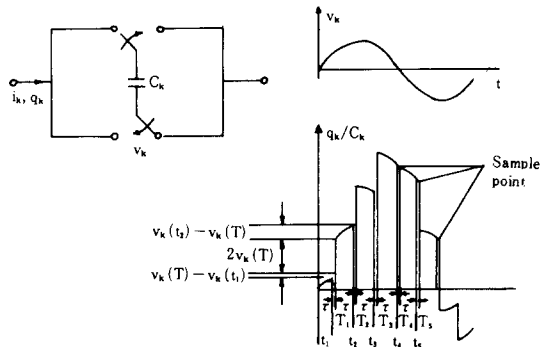 i_k, q_k
C_k
v_k
v_k
t
q_k/C_k
Sample
point
v_k(t_2)−v_k(T)
2v_k(T)
v_k(T)−v_k(t_1)
τ τ τ τ τ
T_1 T_2 T_3 T_4 T_5
t_1 t_2 t_3 t_4 t_5